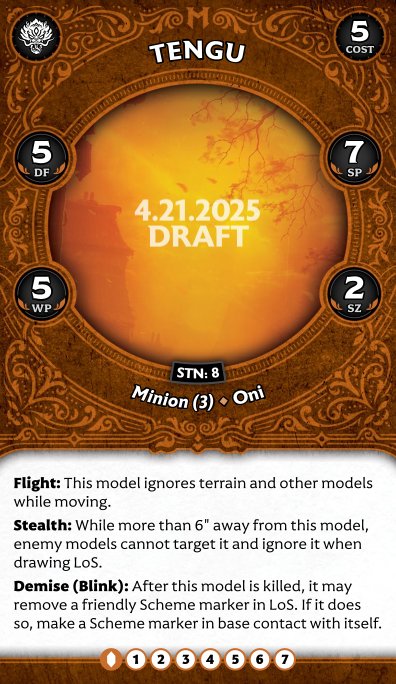 TENGU
5
COST
5
DF
7
SP
4.21.2025
DRAFT
5
WP
2
SZ
STN: 8
Minion (3) ⬥ Oni
Flight: This model ignores terrain and other models
while moving.
Stealth: While more than 6" away from this model,
enemy models cannot target it and ignore it when
drawing LoS.
Demise (Blink): After this model is killed, it may
remove a friendly Scheme marker in LoS. If it does
so, make a Scheme marker in base contact with itself.
1 2 3 4 5 6 7